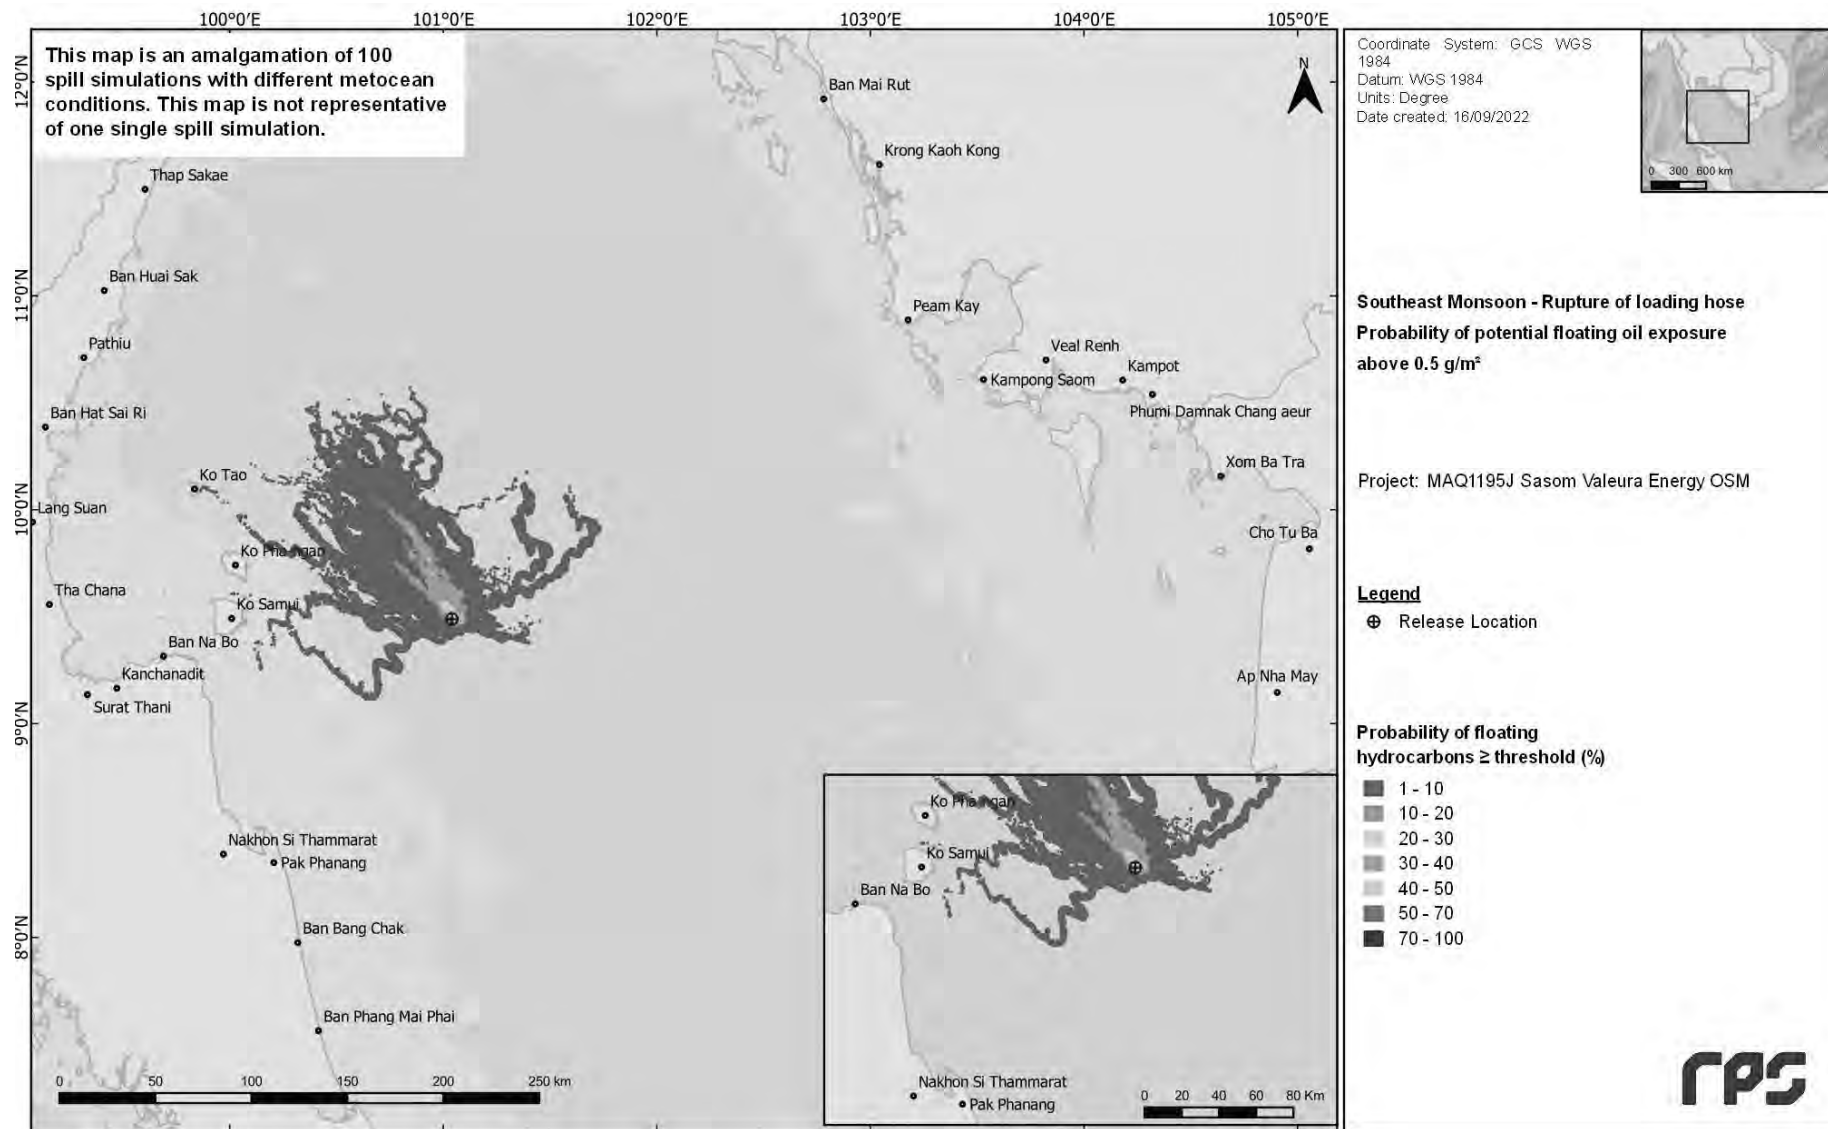 100°0'E 101°0'E 102°0'E 103°0'E 104°0'E 105°0'E
12°0'N
11°0'N
10°0'N
9°0'N
8°0'N
This map is an amalgamation of 100
spill simulations with different metocean
conditions. This map is not representative
of one single spill simulation.
N
Ban Mai Rut
Krong Kaoh Kong
Thap Sakae
Ban Huai Sak
Peam Kay
Pathiu
Veal Renh
Kampot
Kampong Saom
Ban Hat Sai Ri
Phumi Damnak Chang aeur
Ko Tao
Xom Ba Tra
Lang Suan
Cho Tu Ba
Ko Pha-ngan
Tha Chana
Ko Samui
Ban Na Bo
Kanchanadit
Surat Thani
Ap Nha May
Nakhon Si Thammarat
Pak Phanang
Ban Bang Chak
Ban Phang Mai Phai
0 50 100 150 200 250 km
Ko Pha-ngan
Ko Samui
Ban Na Bo
Nakhon Si Thammarat
Pak Phanang
0 20 40 60 80 Km
Coordinate System: GCS WGS
1984
Datum: WGS 1984
Units: Degree
Date created: 16/09/2022
0 300 600 km
Southeast Monsoon - Rupture of loading hose
Probability of potential floating oil exposure
above 0.5 g/m²
Project: MAQ1195J Sasom Valeura Energy OSM
Legend
Release Location
Probability of floating
hydrocarbons ≥ threshold (%)
1 - 10
10 - 20
20 - 30
30 - 40
40 - 50
50 - 70
70 - 100
rps